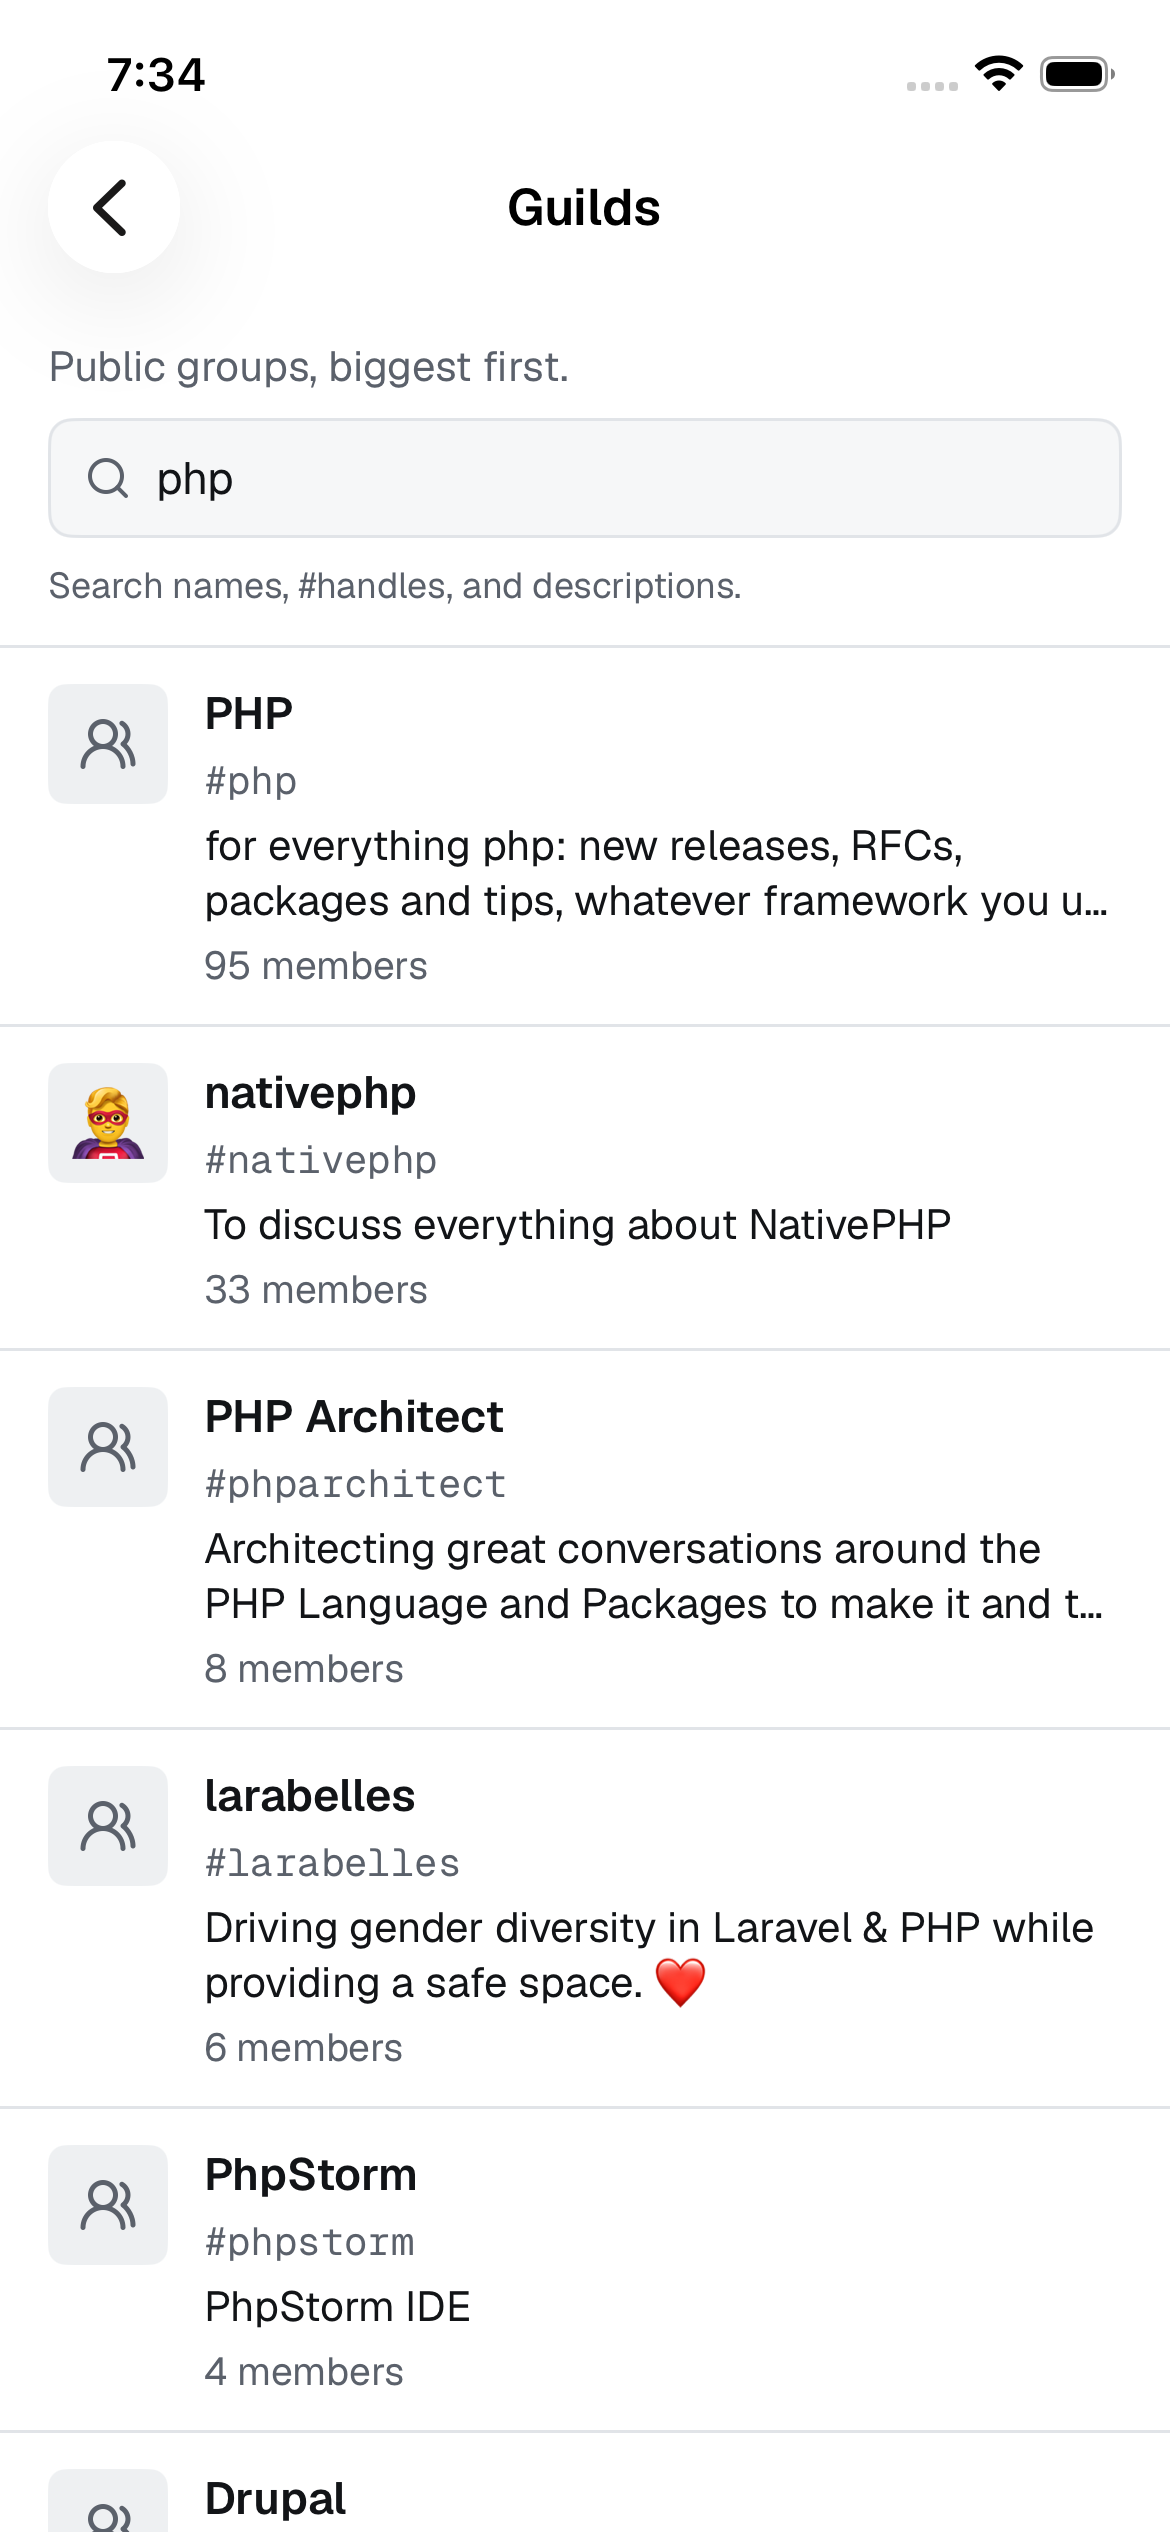 7:34
Guilds
Public groups, biggest first.
php
Search names, #handles, and descriptions.
PHP
#php
for everything php: new releases, RFCs,
packages and tips, whatever framework you u...
95 members
nativephp
#nativephp
To discuss everything about NativePHP
33 members
PHP Architect
#phparchitect
Architecting great conversations around the
PHP Language and Packages to make it and t...
8 members
larabelles
#larabelles
Driving gender diversity in Laravel & PHP while
providing a safe space. ❤️
6 members
PhpStorm
#phpstorm
PhpStorm IDE
4 members
Drupal